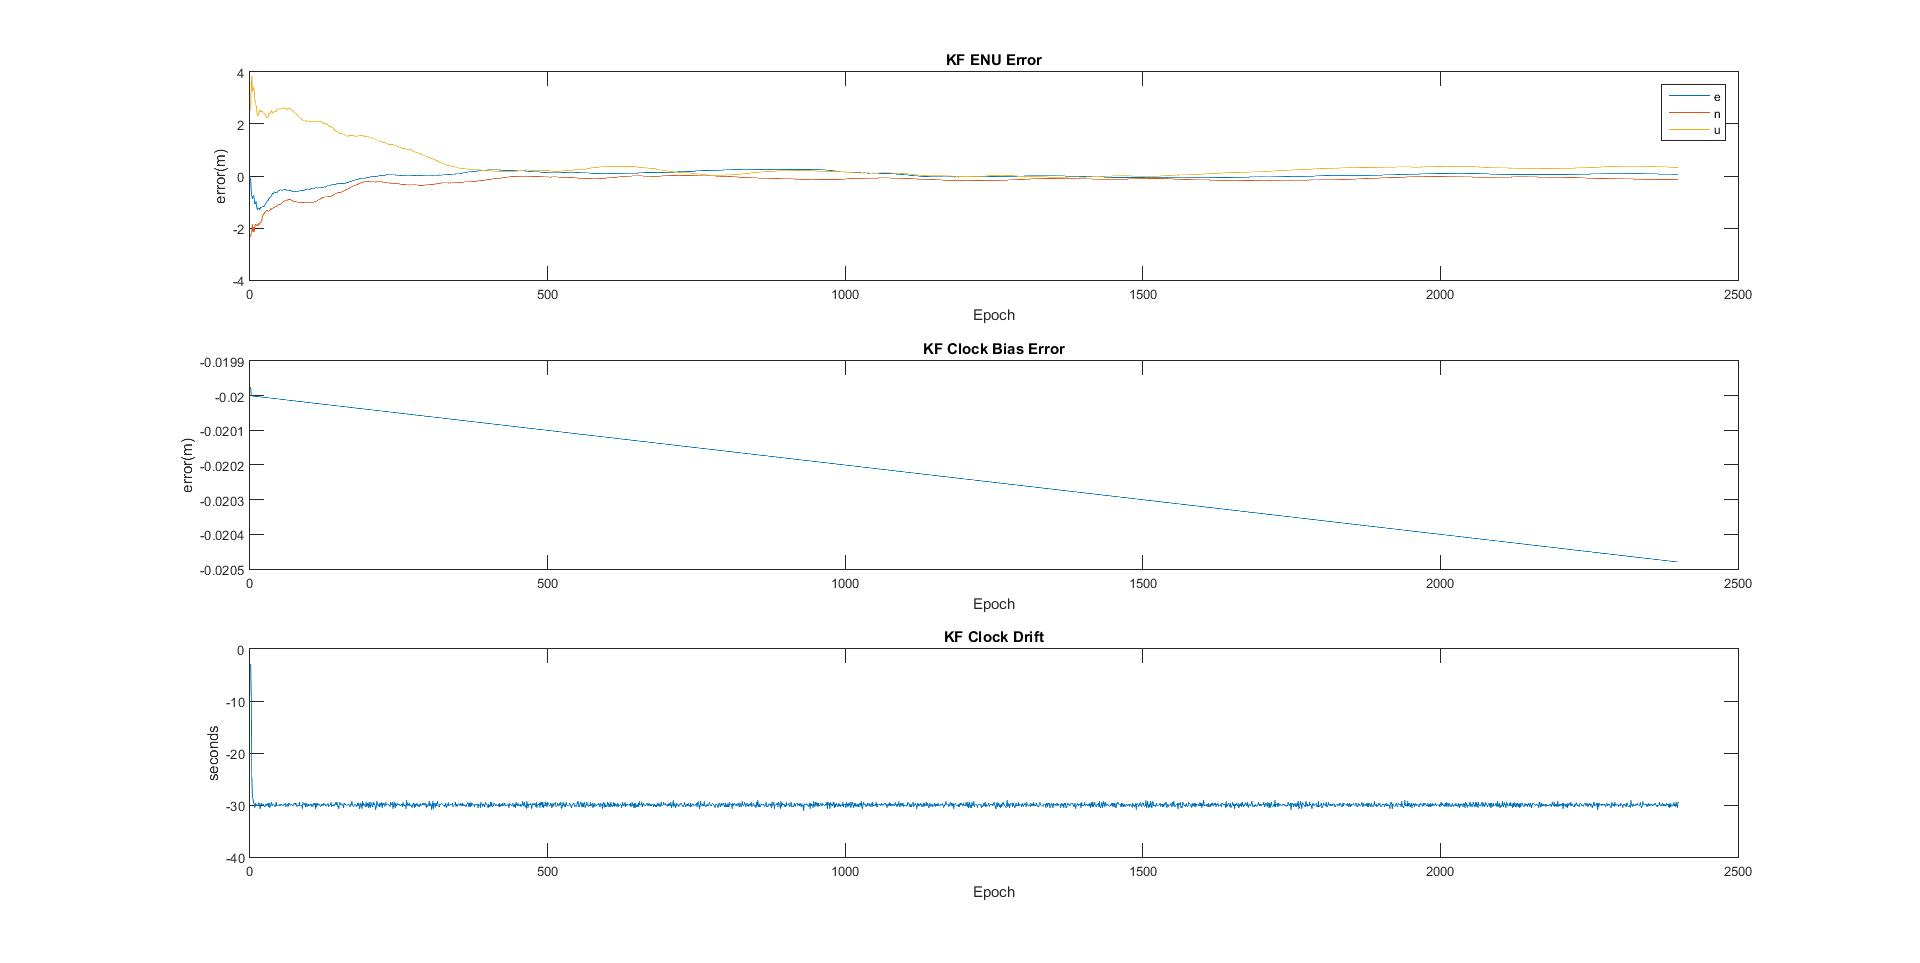 KF ENU Error
4
2
0
-2
-4
error(m)
e
n
u
0 500 1000 1500 2000 2500
Epoch
KF Clock Bias Error
-0.0199
-0.02
-0.0201
-0.0202
-0.0203
-0.0204
-0.0205
error(m)
0 500 1000 1500 2000 2500
Epoch
KF Clock Drift
0
-10
-20
-30
-40
seconds
0 500 1000 1500 2000 2500
Epoch